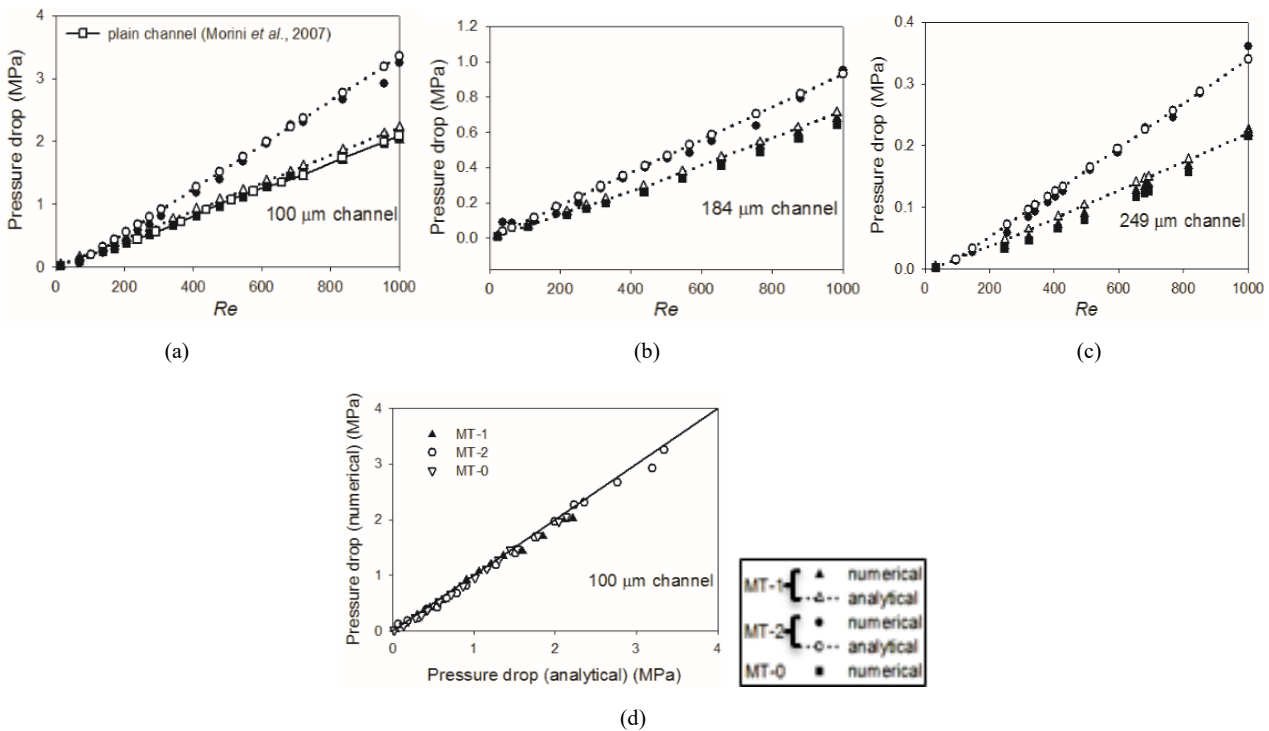 4
3
2
1
0
Pressure drop (MPa)
plain channel (Morini et al., 2007)
100 μm channel
0 200 400 600 800 1000
Re
(a)
1.2
1.0
0.8
0.6
0.4
0.2
0.0
Pressure drop (MPa)
184 μm channel
0 200 400 600 800 1000
Re
(b)
0.4
0.3
0.2
0.1
0.0
Pressure drop (MPa)
249 μm channel
0 200 400 600 800 1000
Re
(c)
4
3
2
1
0
Pressure drop (numerical) (MPa)
MT-1
MT-2
MT-0
100 μm channel
0 1 2 3 4
Pressure drop (analytical) (MPa)
(d)
MT-1 numerical
analytical
MT-2 numerical
analytical
MT-0 numerical